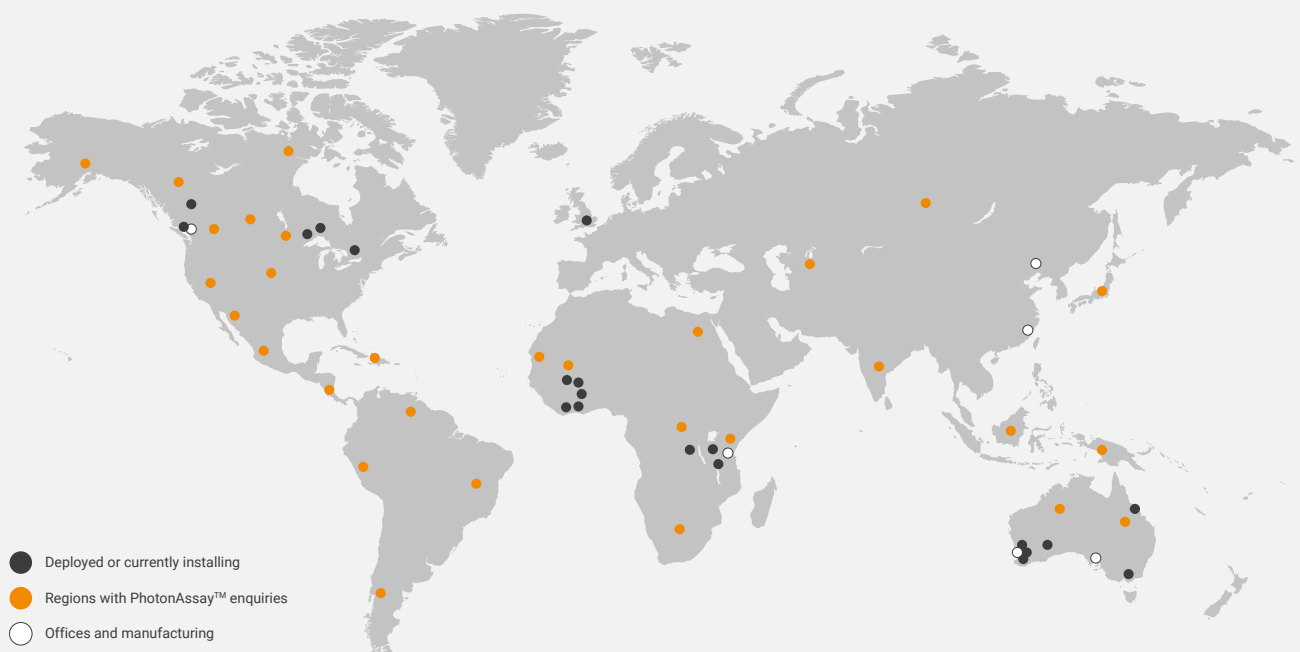 Deployed or currently installing
Regions with PhotonAssay™ enquiries
Offices and manufacturing